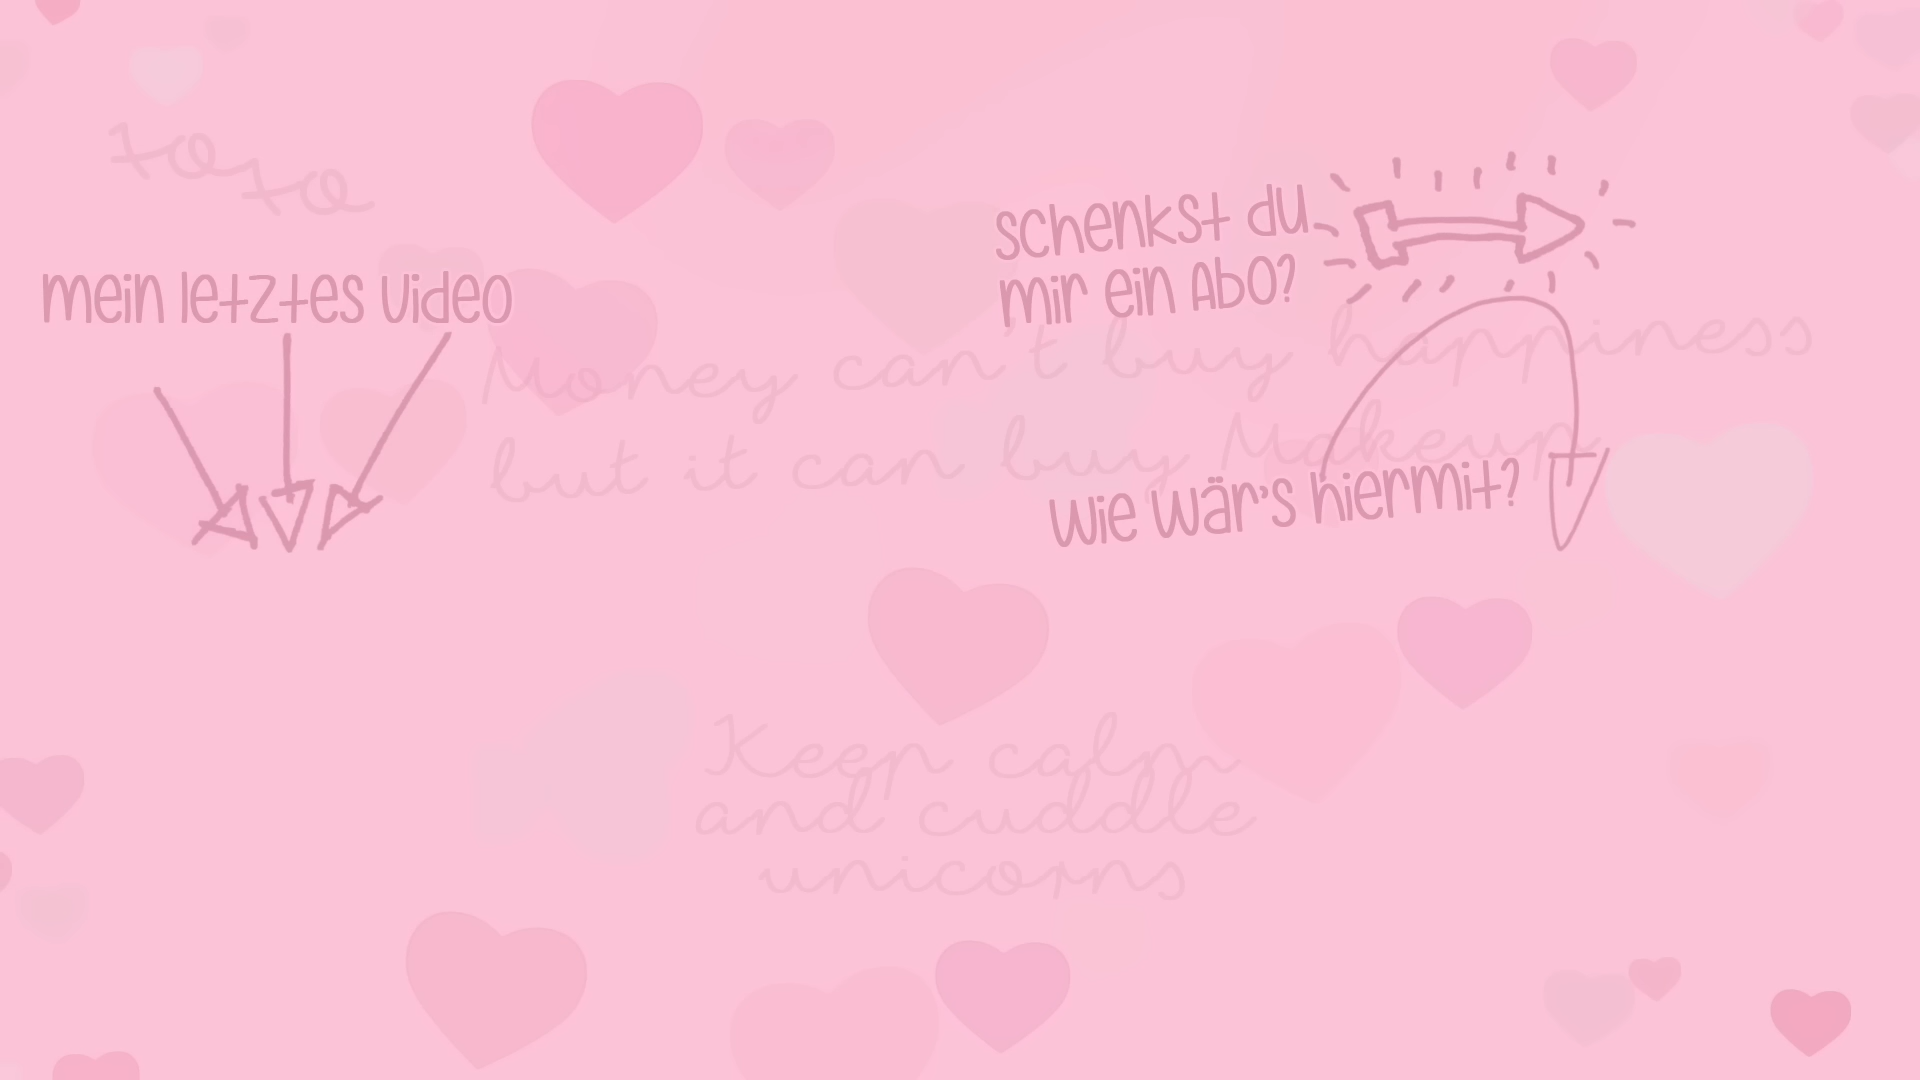 xoxo
mein letztes Video
schenkst du
mir ein Abo?
Money can't buy happiness
but it can buy Makeup
wie wär's hiermit?
Keep calm
and cuddle
unicorns